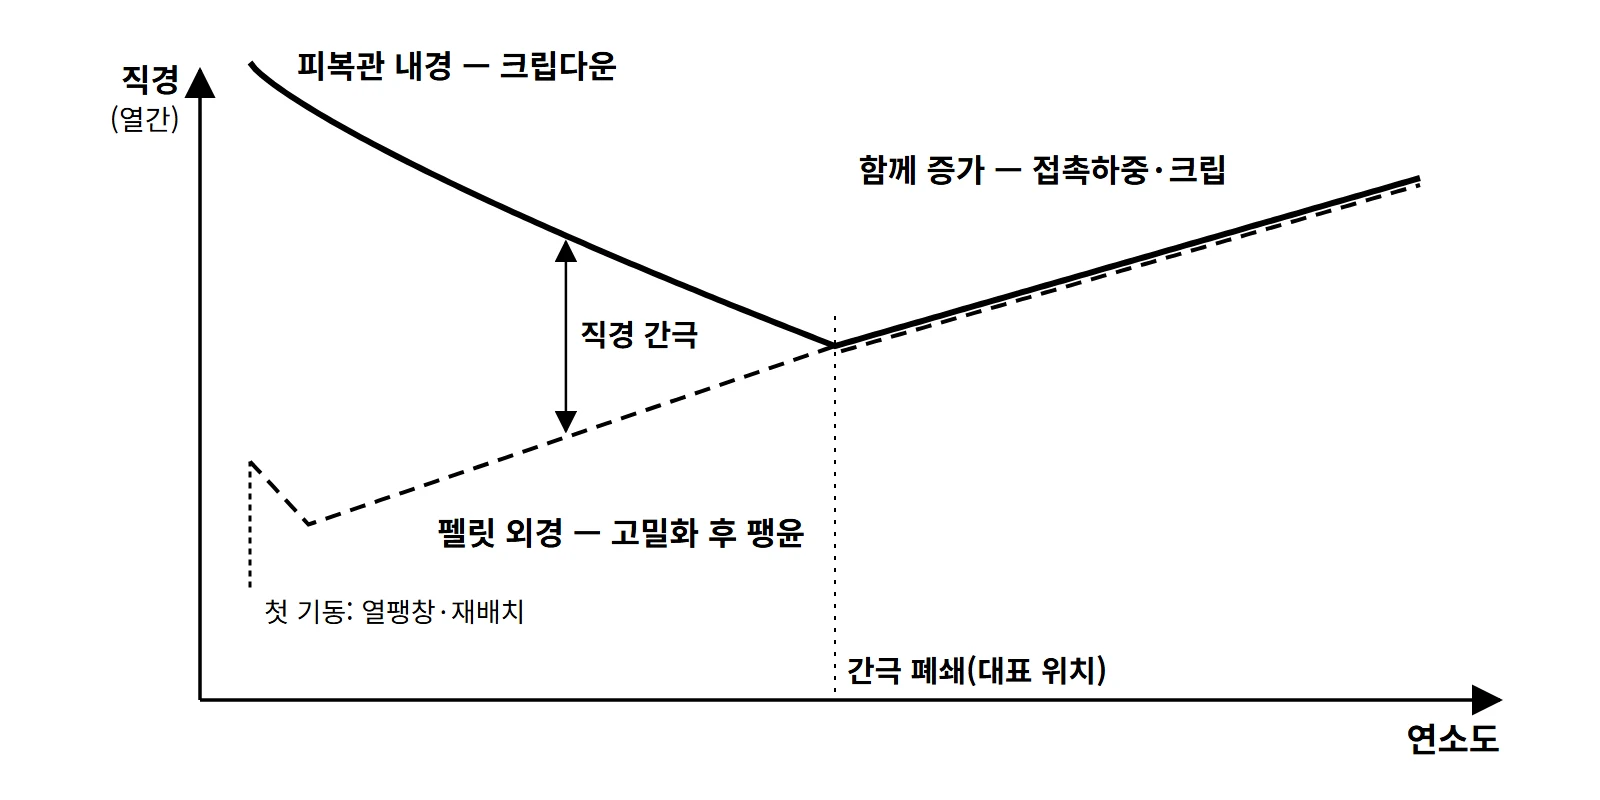 피복관 내경 — 크립다운
직경
(열간)
함께 증가 — 접촉하중·크립
직경 간극
펠릿 외경 — 고밀화 후 팽윤
첫 기동: 열팽창·재배치
간극 폐쇄(대표 위치)
연소도